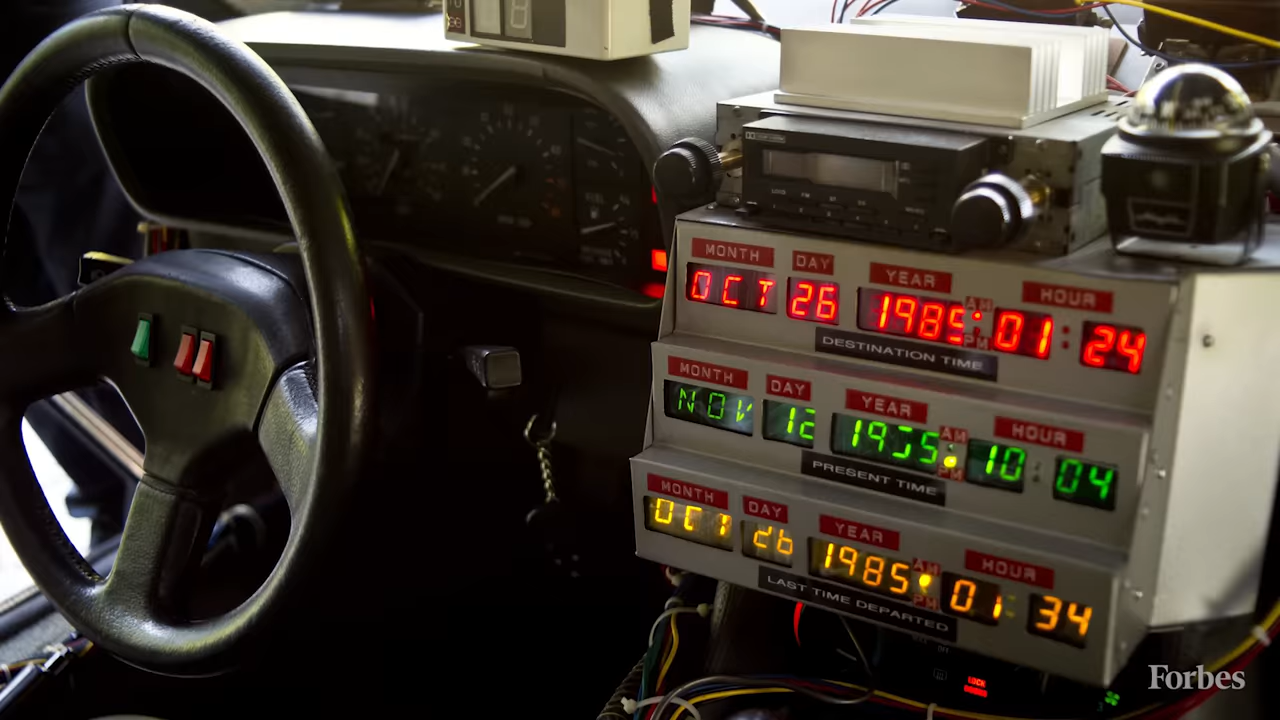 MONTH DAY YEAR HOUR
OCT 26 1985 AM PM 01 24
DESTINATION TIME
MONTH DAY YEAR HOUR
NOV 12 1955 AM PM 10 04
PRESENT TIME
MONTH DAY YEAR HOUR
OCT 26 1985 AM PM 01 34
LAST TIME DEPARTED
LOCK
Forbes